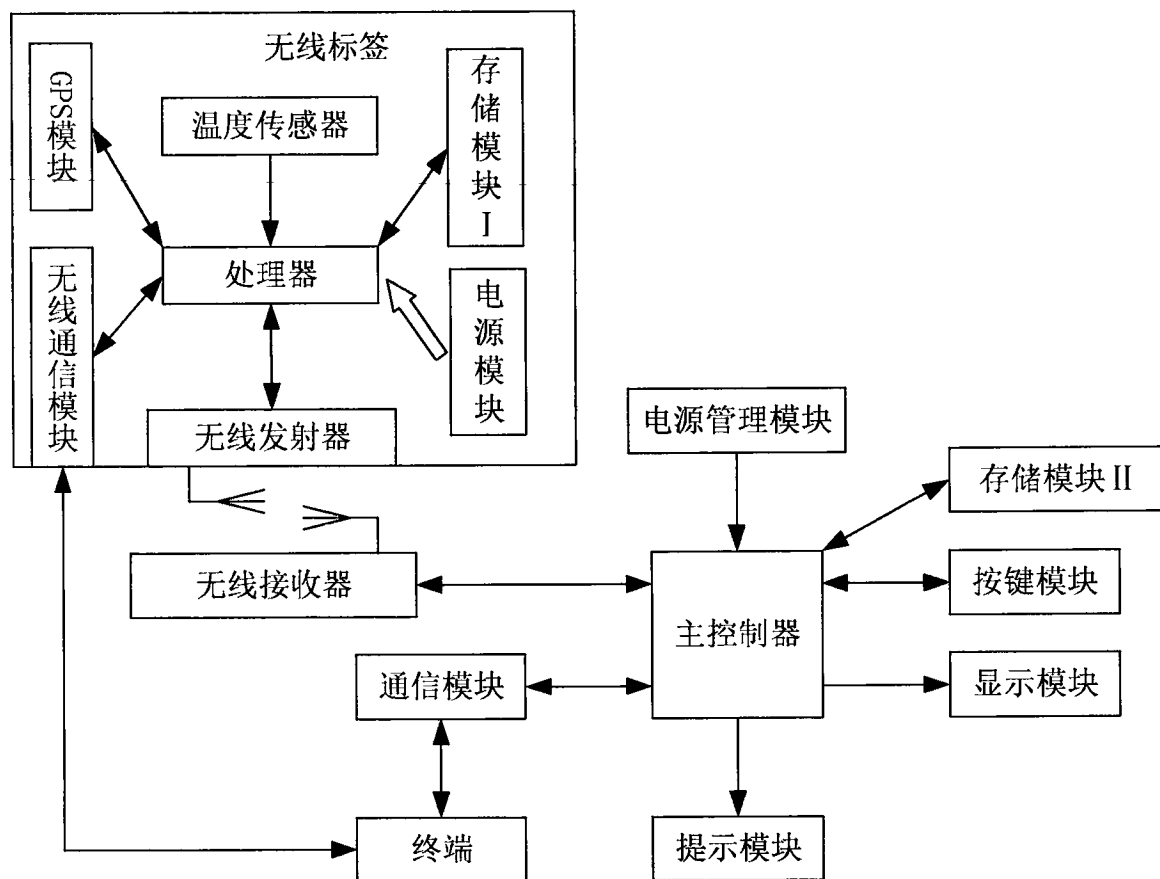 无线标签
GPS模块
温度传感器
存储模块Ⅰ
处理器
无线通信模块
电源模块
无线发射器
电源管理模块
存储模块Ⅱ
无线接收器
主控制器
按键模块
通信模块
显示模块
终端
提示模块